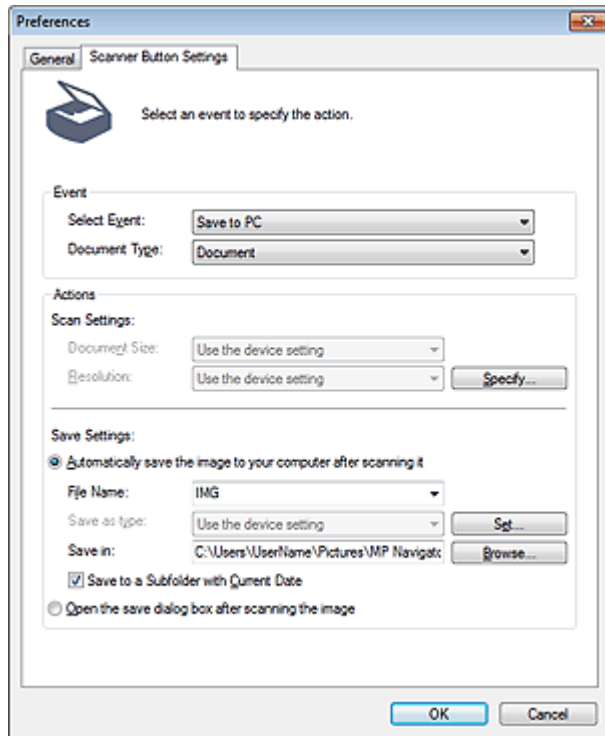 Preferences
General Scanner Button Settings
Select an event to specify the action.
Event
Select Event: Save to PC
Document Type: Document
Actions
Scan Settings:
Document Size: Use the device setting
Resolution: Use the device setting Specify...
Save Settings:
Automatically save the image to your computer after scanning it
File Name: IMG
Save as type: Use the device setting Set...
Save in: C:\Users\UserName\Pictures\MP Navigato Browse...
Save to a Subfolder with Current Date
Open the save dialog box after scanning the image
OK Cancel